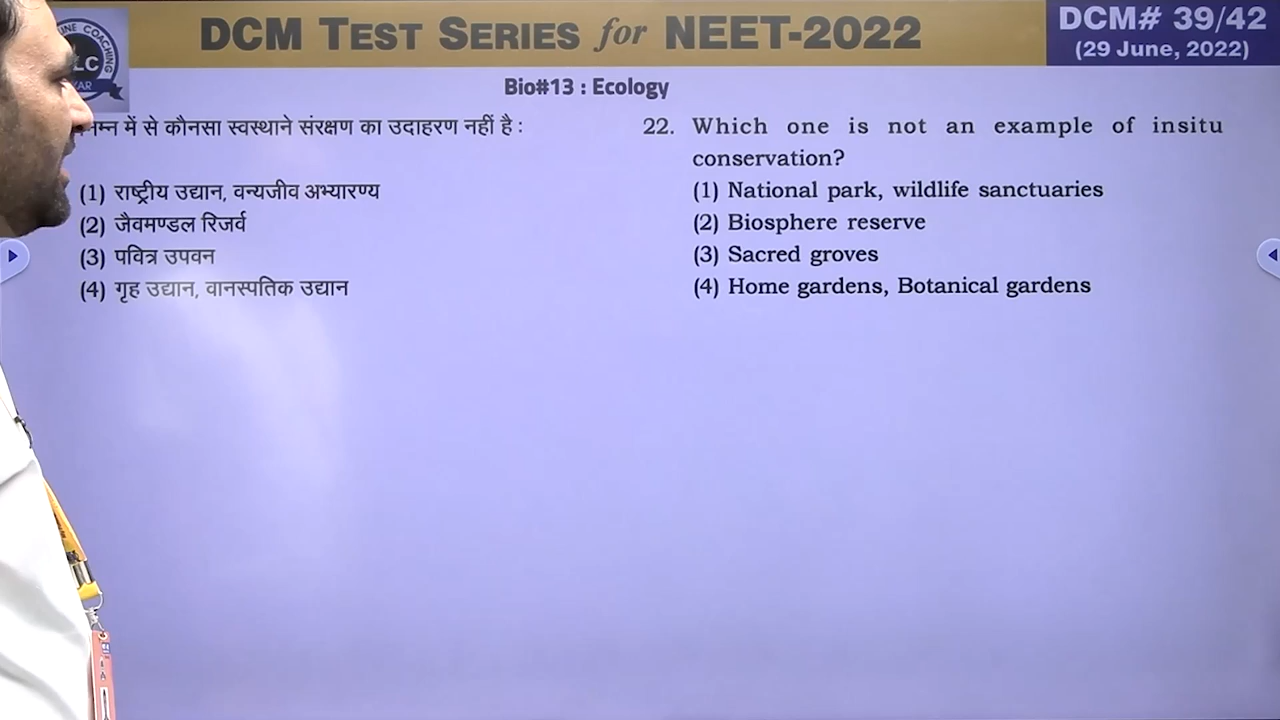 DCM TEST SERIES for NEET-2022
DCM# 39/42
(29 June, 2022)
LC
Bio#13 : Ecology
में से कौनसा स्वस्थाने संरक्षण का उदाहरण नहीं है :
(1) राष्ट्रीय उद्यान, वन्यजीव अभ्यारण्य
(2) जैवमण्डल रिजर्व
(3) पवित्र उपवन
(4) गृह उद्यान, वानस्पतिक उद्यान
22. Which one is not an example of insitu
conservation?
(1) National park, wildlife sanctuaries
(2) Biosphere reserve
(3) Sacred groves
(4) Home gardens, Botanical gardens